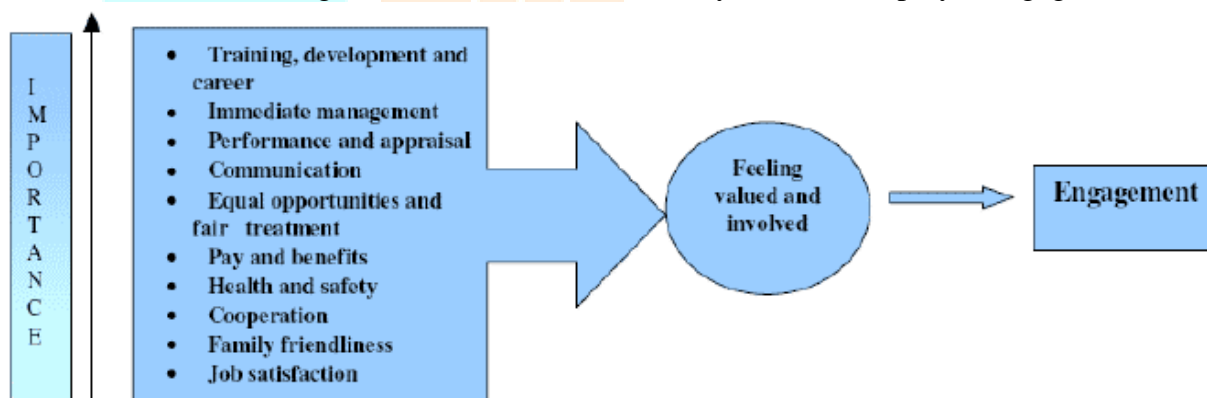 IMPORTANCE
• Training, development and
career
• Immediate management
• Performance and appraisal
• Communication
• Equal opportunities and
fair treatment
• Pay and benefits
• Health and safety
• Cooperation
• Family friendliness
• Job satisfaction
Feeling
valued and
involved
Engagement